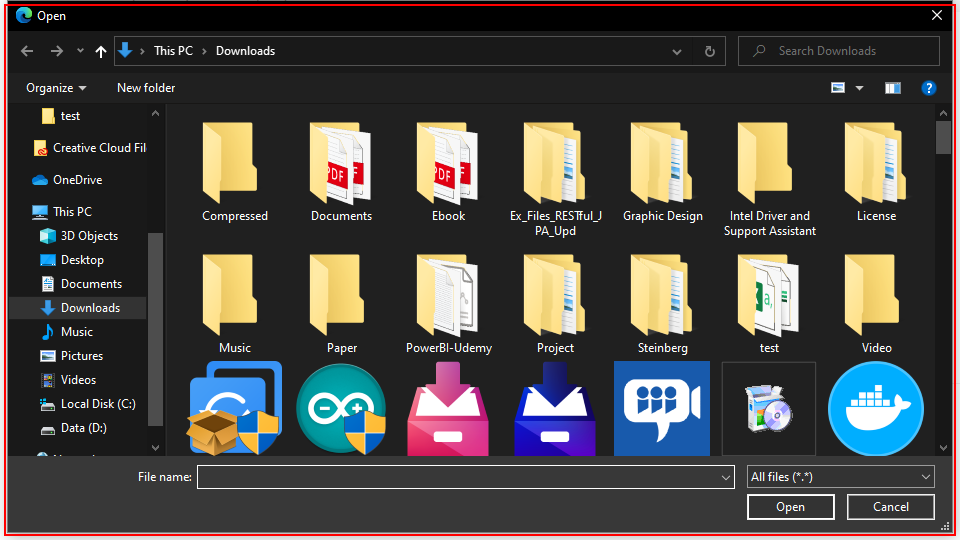 Open
This PC
Downloads
Search Downloads
Organize
New folder
?
test
Creative Cloud Fil
OneDrive
This PC
3D Objects
Desktop
Documents
Downloads
Music
Pictures
Videos
Local Disk (C:)
Data (D:)
PDF
PDF
Compressed
Documents
Ebook
Ex_Files_RESTful_J
PA_Upd
Graphic Design
Intel Driver and
Support Assistant
License
Music
Paper
PowerBI-Udemy
Project
Steinberg
test
Video
File name:
All files (*.*)
Open
Cancel